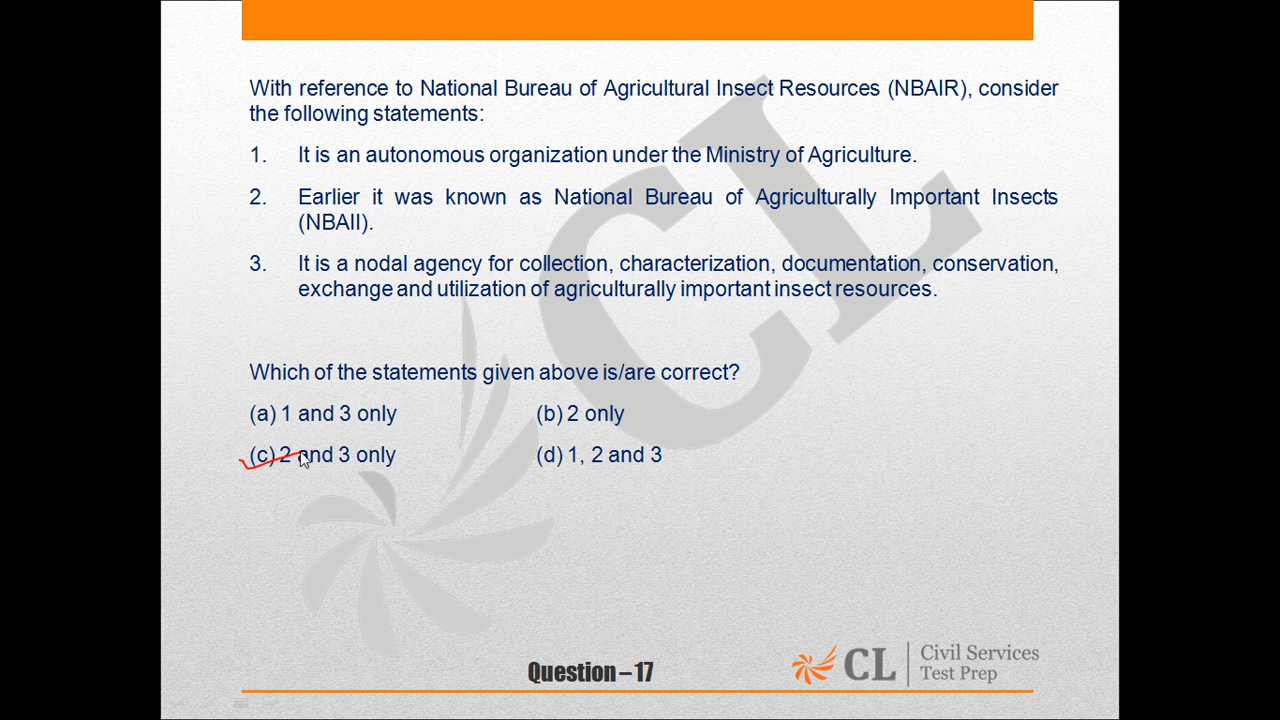 With reference to National Bureau of Agricultural Insect Resources (NBAIR), consider
the following statements:
1. It is an autonomous organization under the Ministry of Agriculture.
2. Earlier it was known as National Bureau of Agriculturally Important Insects
(NBAII).
3. It is a nodal agency for collection, characterization, documentation, conservation,
exchange and utilization of agriculturally important insect resources.
Which of the statements given above is/are correct?
(a) 1 and 3 only (b) 2 only
(c) 2 and 3 only (d) 1, 2 and 3
CL
Question – 17
CL Civil Services
Test Prep